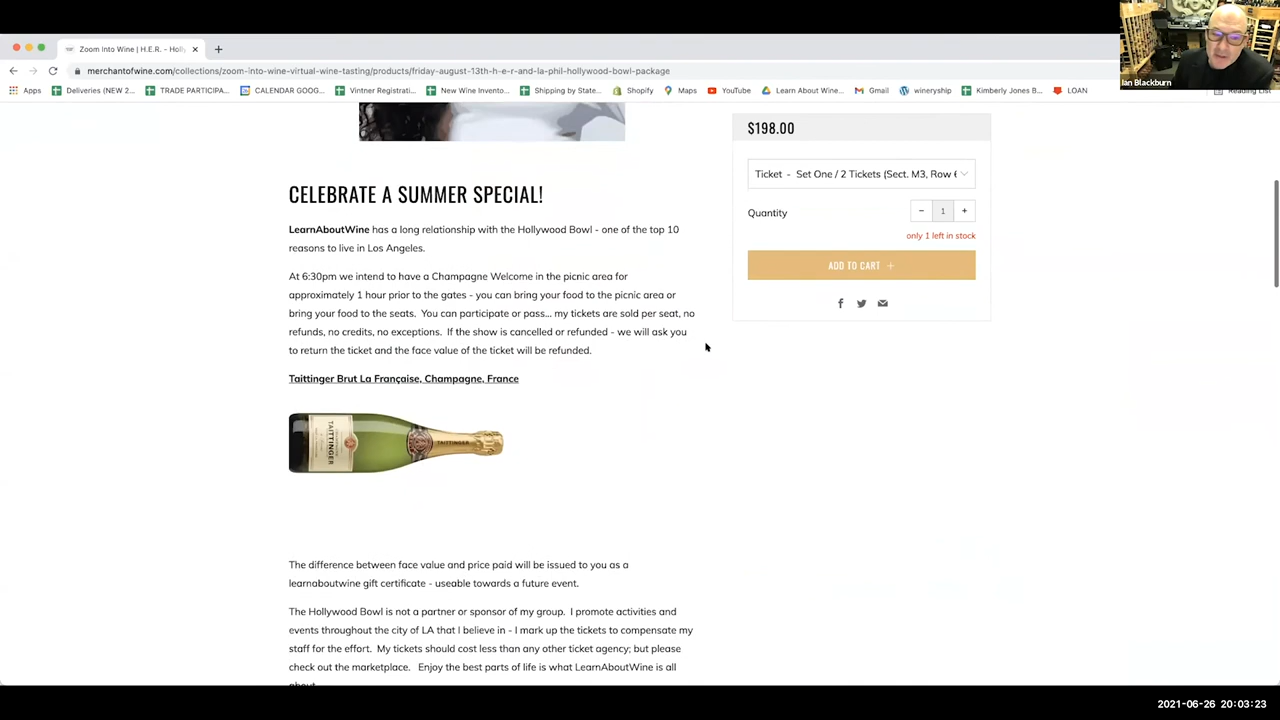 Zoom Into Wine | H.E.R. - Holly
merchantofwine.com/collections/zoom-into-wine-virtual-wine-tasting/products/friday-august-13th-h-e-r-and-la-phil-hollywood-bowl-package
Apps Deliveries (NEW 2... TRADE PARTICIPA... CALENDAR GOOG... Vintner Registrati... New Wine Invento... Shipping by State... Shopify Maps YouTube Learn About Wine... Gmail wineryship Kimberly Jones B... LOAN Reading List
Ian Blackburn
$198.00
Ticket - Set One / 2 Tickets (Sect. M3, Row 6
Quantity
− 1 +
only 1 left in stock
ADD TO CART +
CELEBRATE A SUMMER SPECIAL!
LearnAboutWine has a long relationship with the Hollywood Bowl - one of the top 10
reasons to live in Los Angeles.
At 6:30pm we intend to have a Champagne Welcome in the picnic area for
approximately 1 hour prior to the gates - you can bring your food to the picnic area or
bring your food to the seats. You can participate or pass... my tickets are sold per seat, no
refunds, no credits, no exceptions. If the show is cancelled or refunded - we will ask you
to return the ticket and the face value of the ticket will be refunded.
Taittinger Brut La Française, Champagne, France
TAITTINGER
TAITTINGER
The difference between face value and price paid will be issued to you as a
learnaboutwine gift certificate - useable towards a future event.
The Hollywood Bowl is not a partner or sponsor of my group. I promote activities and
events throughout the city of LA that I believe in - I mark up the tickets to compensate my
staff for the effort. My tickets should cost less than any other ticket agency; but please
check out the marketplace. Enjoy the best parts of life is what LearnAboutWine is all
about
2021-06-26 20:03:23